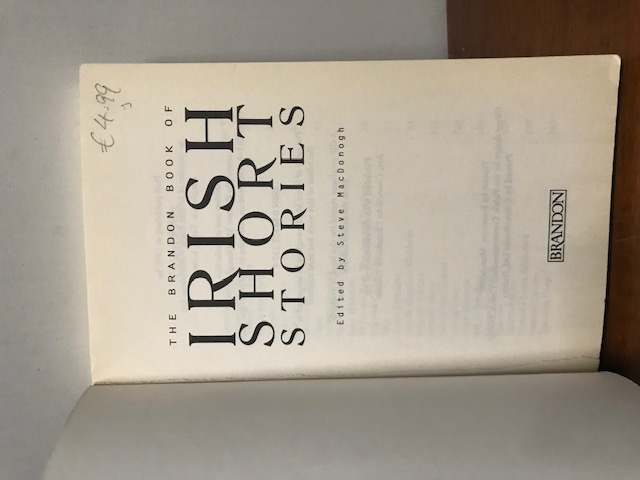 €4.99
THE BRANDON BOOK OF
IRISH
SHORT
STORIES
Edited by Steve MacDonogh
BRANDON